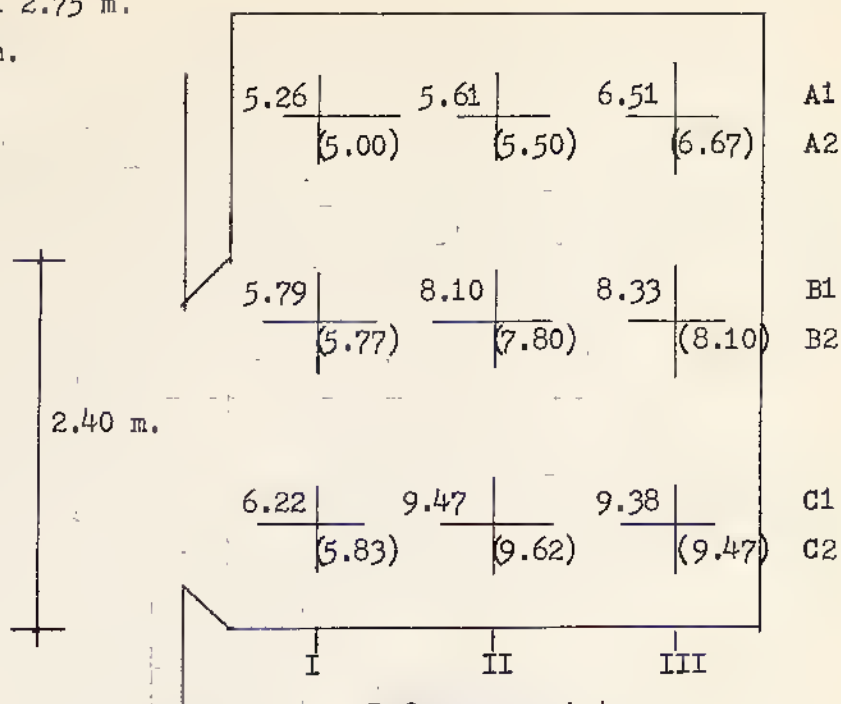 2.75 m.
5.26 5.61 6.51 A1
(5.00) (5.50) (6.67) A2
5.79 8.10 8.33 B1
(5.77) (7.80) (8.10) B2
2.40 m.
6.22 9.47 9.38 C1
(5.83) (9.62) (9.47) C2
I II III